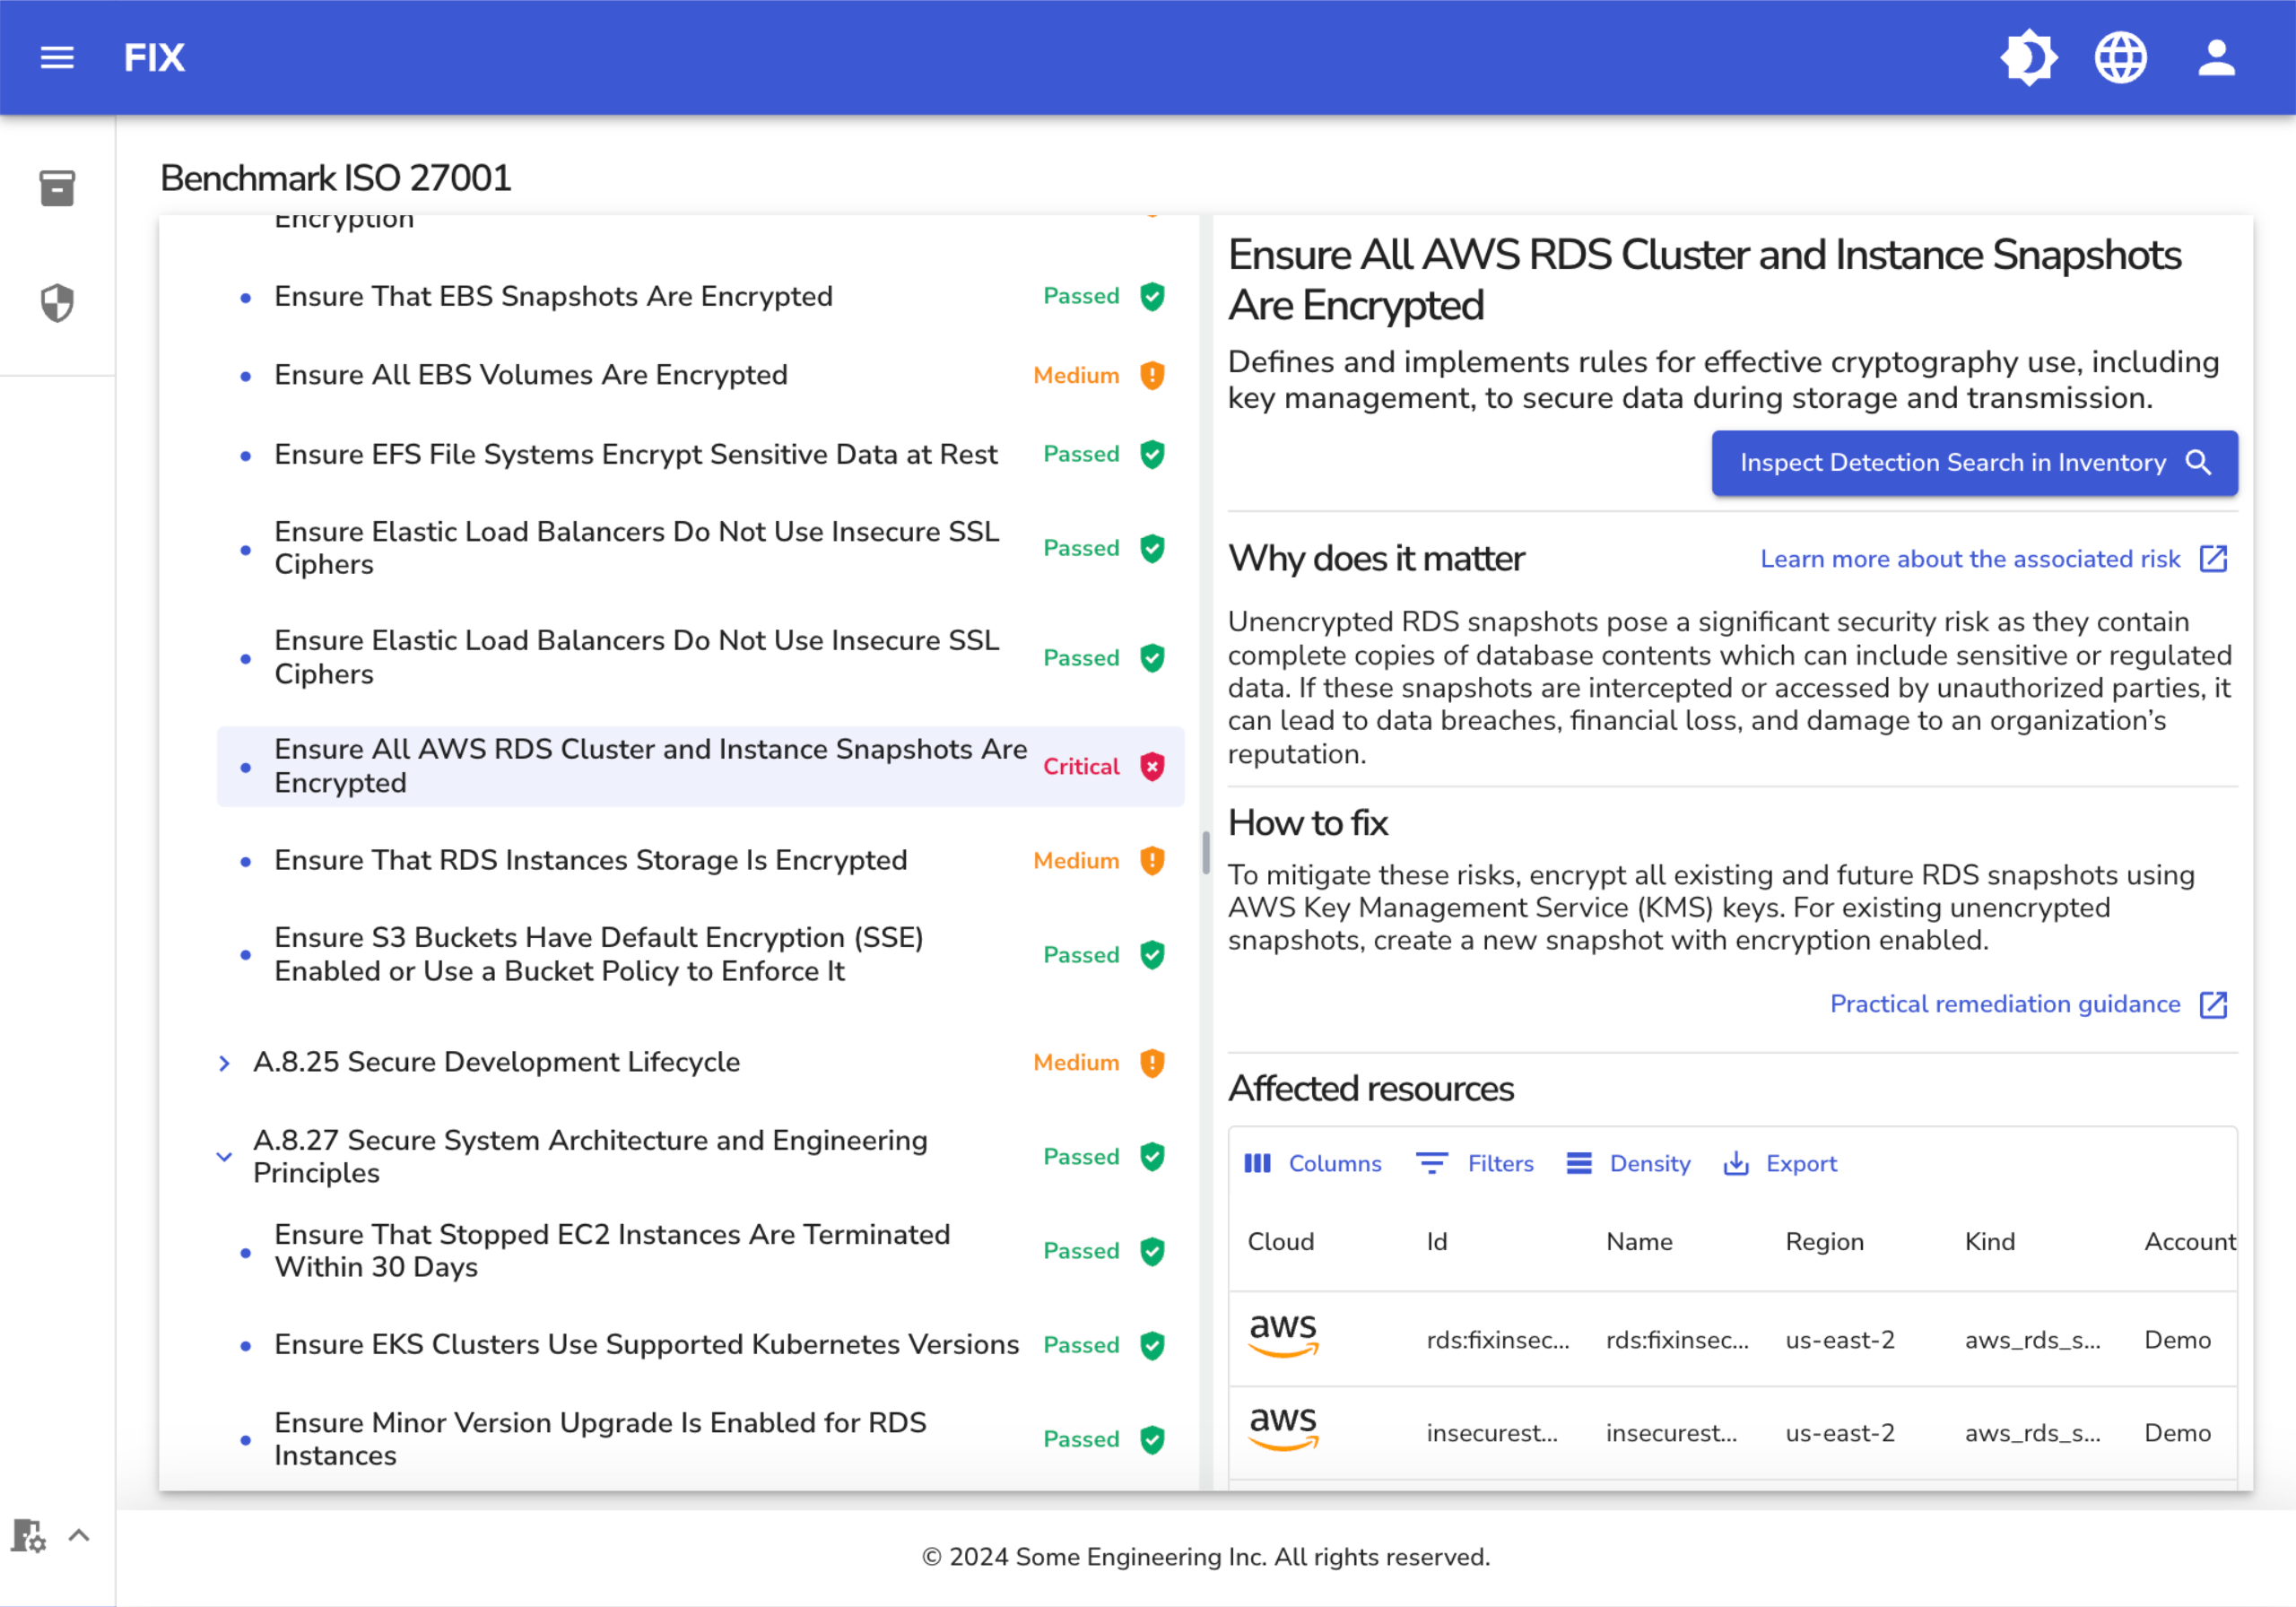 FIX
Benchmark ISO 27001
Encryption
Ensure That EBS Snapshots Are Encrypted
Passed
Ensure All EBS Volumes Are Encrypted
Medium
Ensure EFS File Systems Encrypt Sensitive Data at Rest
Passed
Ensure Elastic Load Balancers Do Not Use Insecure SSL
Ciphers
Passed
Ensure Elastic Load Balancers Do Not Use Insecure SSL
Ciphers
Passed
Ensure All AWS RDS Cluster and Instance Snapshots Are
Encrypted
Critical
Ensure That RDS Instances Storage Is Encrypted
Medium
Ensure S3 Buckets Have Default Encryption (SSE)
Enabled or Use a Bucket Policy to Enforce It
Passed
A.8.25 Secure Development Lifecycle
Medium
A.8.27 Secure System Architecture and Engineering
Principles
Passed
Ensure That Stopped EC2 Instances Are Terminated
Within 30 Days
Passed
Ensure EKS Clusters Use Supported Kubernetes Versions
Passed
Ensure Minor Version Upgrade Is Enabled for RDS
Instances
Passed
Ensure All AWS RDS Cluster and Instance Snapshots
Are Encrypted
Defines and implements rules for effective cryptography use, including
key management, to secure data during storage and transmission.
Inspect Detection Search in Inventory
Why does it matter
Learn more about the associated risk
Unencrypted RDS snapshots pose a significant security risk as they contain
complete copies of database contents which can include sensitive or regulated
data. If these snapshots are intercepted or accessed by unauthorized parties, it
can lead to data breaches, financial loss, and damage to an organization’s
reputation.
How to fix
To mitigate these risks, encrypt all existing and future RDS snapshots using
AWS Key Management Service (KMS) keys. For existing unencrypted
snapshots, create a new snapshot with encryption enabled.
Practical remediation guidance
Affected resources
Columns Filters Density Export
Cloud Id Name Region Kind Account
aws rds:fixinsec... rds:fixinsec... us-east-2 aws_rds_s... Demo
aws insecurest... insecurest... us-east-2 aws_rds_s... Demo
© 2024 Some Engineering Inc. All rights reserved.